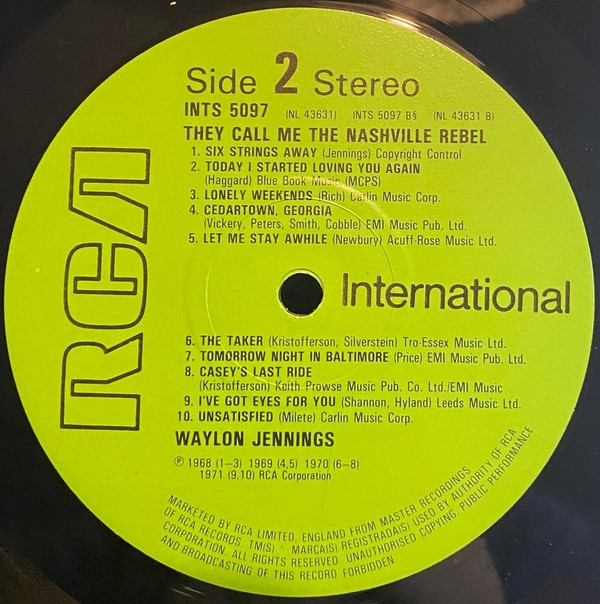 Side 2 Stereo
INTS 5097 (NL 43631) INTS 5097 B§ (NL 43631 B)
THEY CALL ME THE NASHVILLE REBEL
1. SIX STRINGS AWAY (Jennings) Copyright Control
2. TODAY I STARTED LOVING YOU AGAIN
(Haggard) Blue Book Music (MCPS)
3. LONELY WEEKENDS (Rich) Carlin Music Corp.
4. CEDARTOWN, GEORGIA
(Vickery, Peters, Smith, Cobble) EMI Music Pub. Ltd.
5. LET ME STAY AWHILE (Newbury) Acuff-Rose Music Ltd.
RCA
International
6. THE TAKER (Kristofferson, Silverstein) Tro-Essex Music Ltd.
7. TOMORROW NIGHT IN BALTIMORE (Price) EMI Music Pub. Ltd.
8. CASEY'S LAST RIDE
(Kristofferson) Keith Prowse Music Pub. Co. Ltd./EMI Music
9. I'VE GOT EYES FOR YOU (Shannon, Hyland) Leeds Music Ltd.
10. UNSATISFIED (Milete) Carlin Music Corp.
WAYLON JENNINGS
℗ 1968 (1–3) 1969 (4,5) 1970 (6–8)
1971 (9,10) RCA Corporation
MARKETED BY RCA LIMITED, ENGLAND FROM MASTER RECORDINGS
OF RCA RECORDS. TM(S) ® MARCA(S) REGISTRADA(S) USED BY AUTHORITY OF RCA
CORPORATION. ALL RIGHTS RESERVED. UNAUTHORISED COPYING, PUBLIC PERFORMANCE
AND BROADCASTING OF THIS RECORD FORBIDDEN